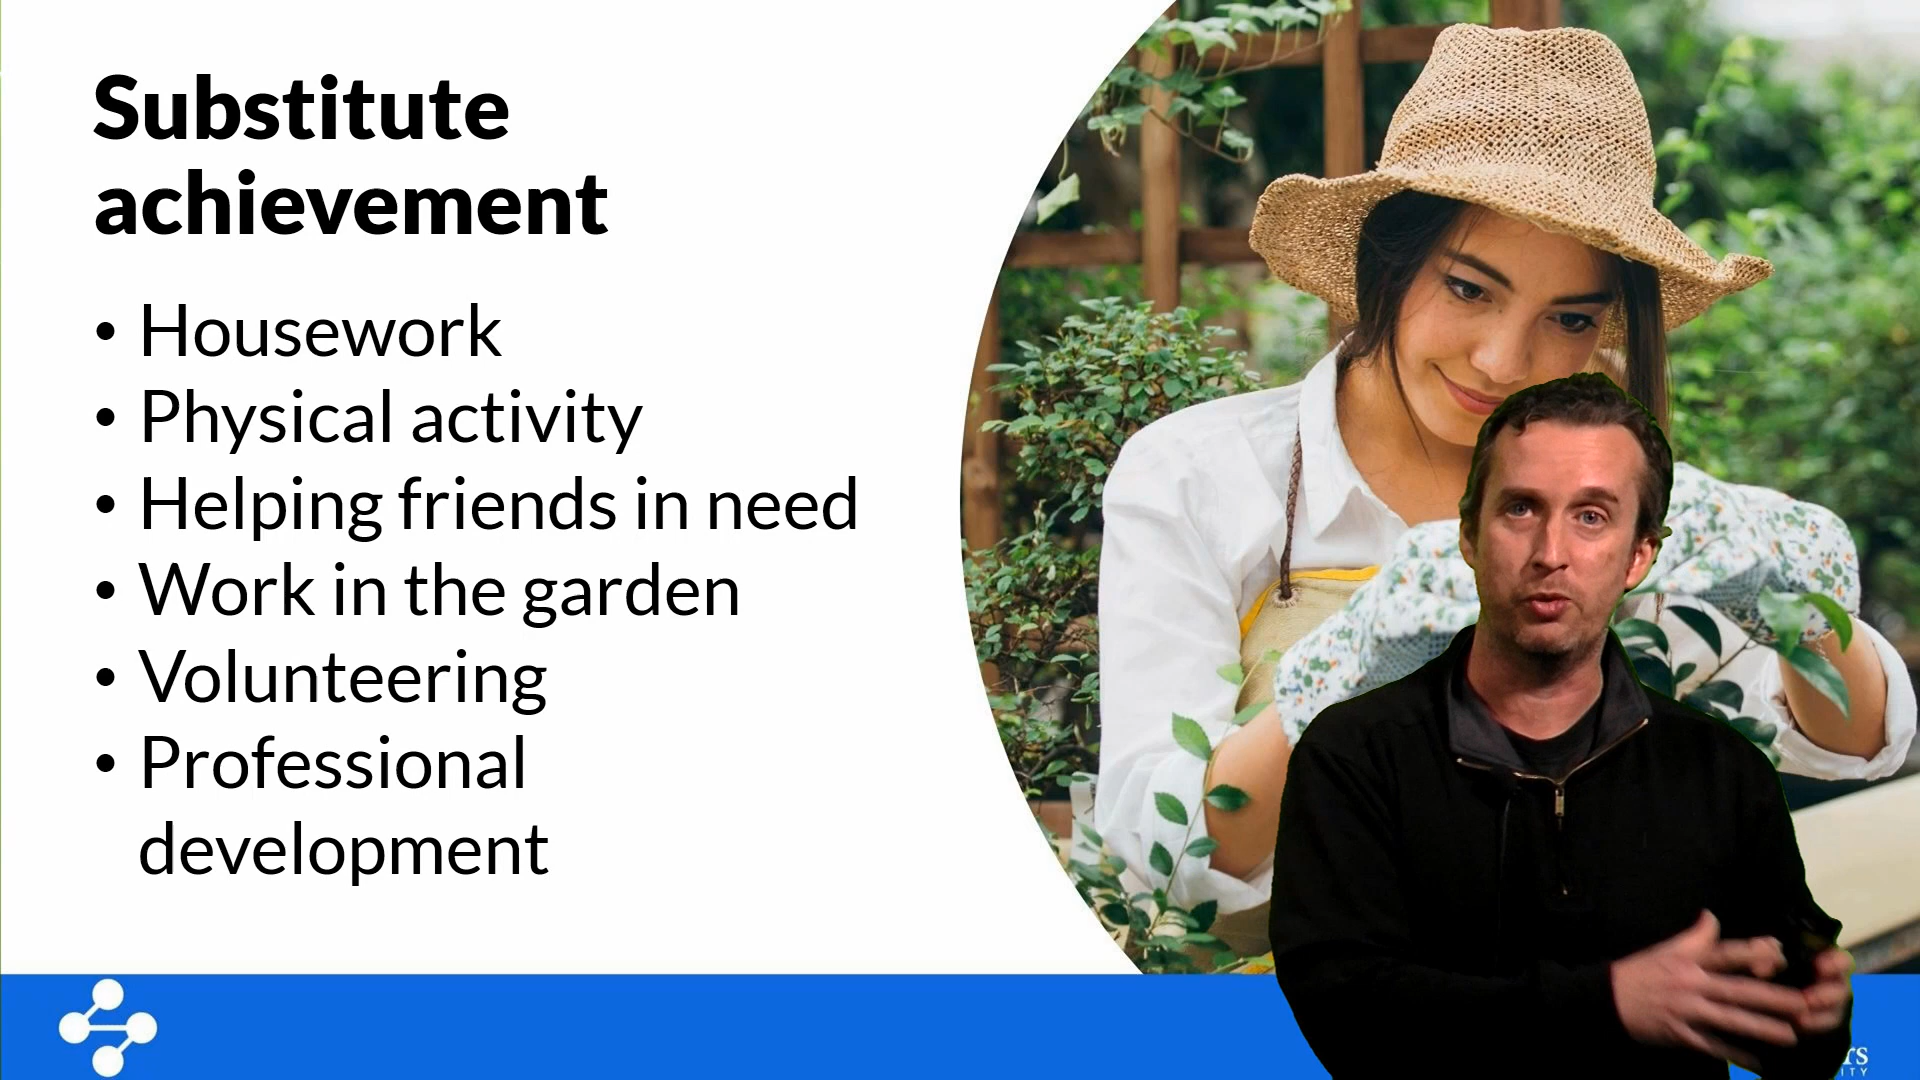 Substitute
achievement
• Housework
• Physical activity
• Helping friends in need
• Work in the garden
• Volunteering
• Professional
development